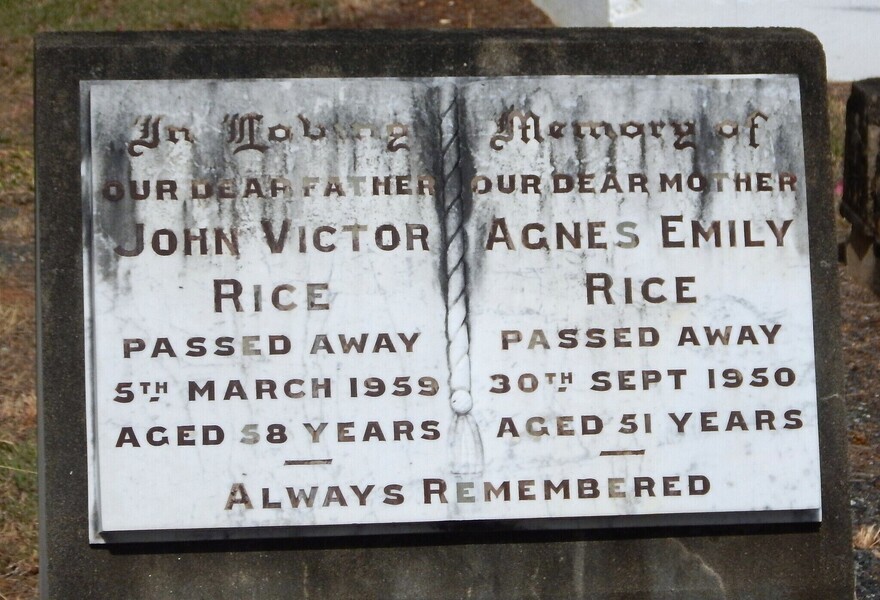 In Loving Memory of
OUR DEAR FATHER
JOHN VICTOR
RICE
PASSED AWAY
5TH MARCH 1959
AGED 58 YEARS
OUR DEAR MOTHER
AGNES EMILY
RICE
PASSED AWAY
30TH SEPT 1950
AGED 51 YEARS
ALWAYS REMEMBERED